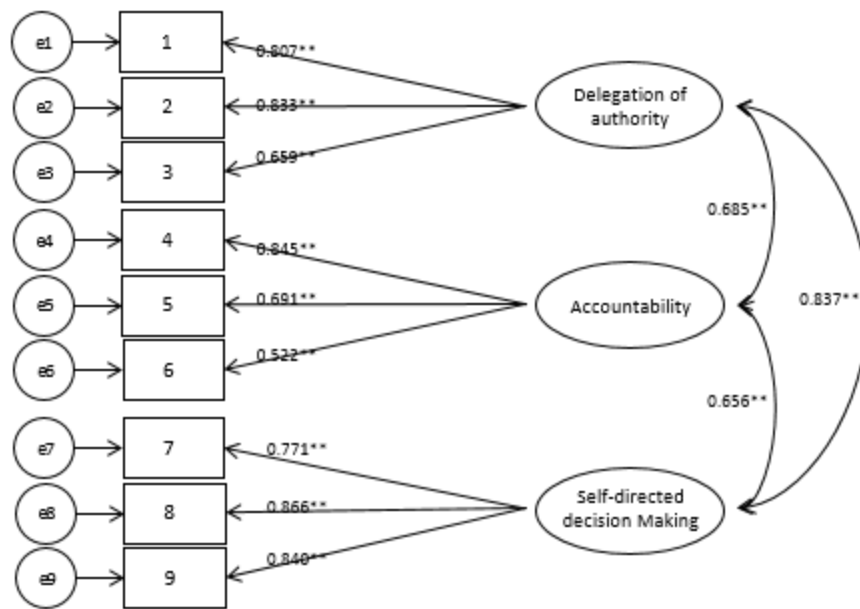 e1
1
0.807**
e2
2
0.833**
e3
3
0.659**
Delegation of
authority
e4
4
0.845**
e5
5
0.691**
e6
6
0.522**
Accountability
e7
7
0.771**
e8
8
0.866**
e9
9
0.840**
Self-directed
decision Making
0.685**
0.837**
0.656**